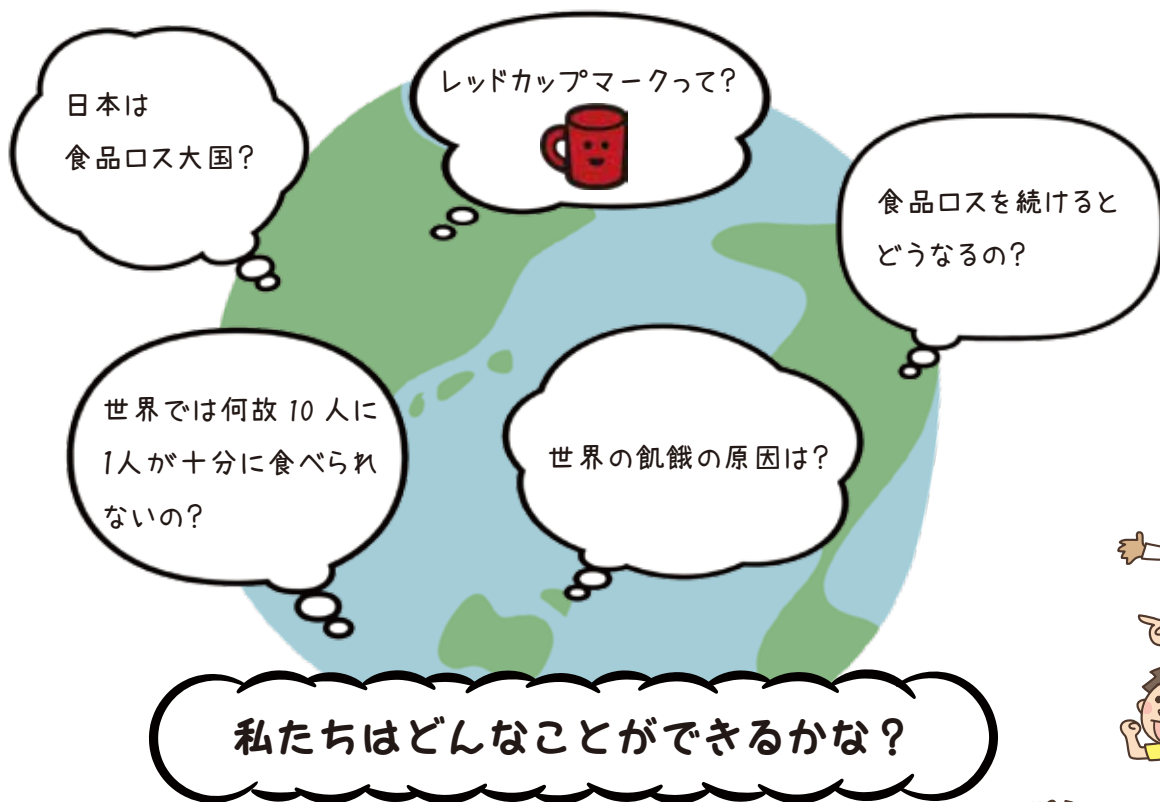 日本は
食品ロス大国?
レッドカップマークって?
食品ロスを続けると
どうなるの?
世界では何故 10 人に
1人が十分に食べられ
ないの?
世界の飢餓の原因は?
私たちはどんなことができるかな?